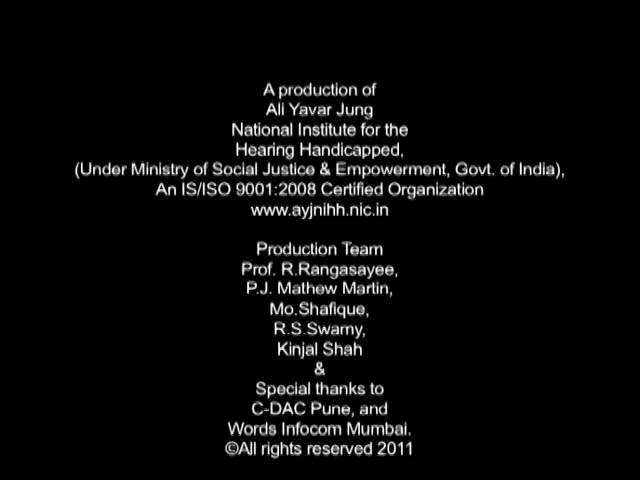 A production of
Ali Yavar Jung
National Institute for the
Hearing Handicapped,
(Under Ministry of Social Justice & Empowerment, Govt. of India),
An IS/ISO 9001:2008 Certified Organization
www.ayjnihh.nic.in
Production Team
Prof. R.Rangasayee,
P.J. Mathew Martin,
Mo.Shafique,
R.S.Swamy,
Kinjal Shah
&
Special thanks to
C-DAC Pune, and
Words Infocom Mumbai.
©All rights reserved 2011